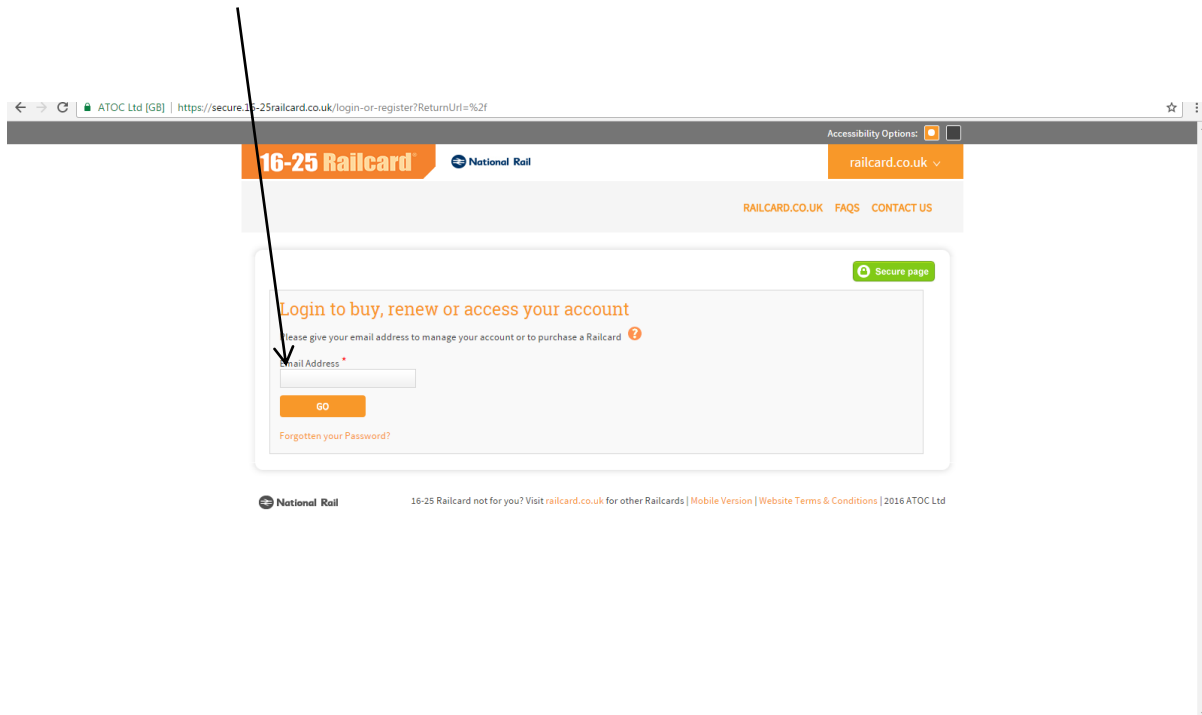 ATOC Ltd [GB] | https://secure.16-25railcard.co.uk/login-or-register?ReturnUrl=%2f
Accessibility Options:
16-25 Railcard National Rail railcard.co.uk
RAILCARD.CO.UK FAQS CONTACT US
Secure page
Login to buy, renew or access your account
Please give your email address to manage your account or to purchase a Railcard ?
Email Address *
GO
Forgotten your Password?
National Rail 16-25 Railcard not for you? Visit railcard.co.uk for other Railcards | Mobile Version | Website Terms & Conditions | 2016 ATOC Ltd